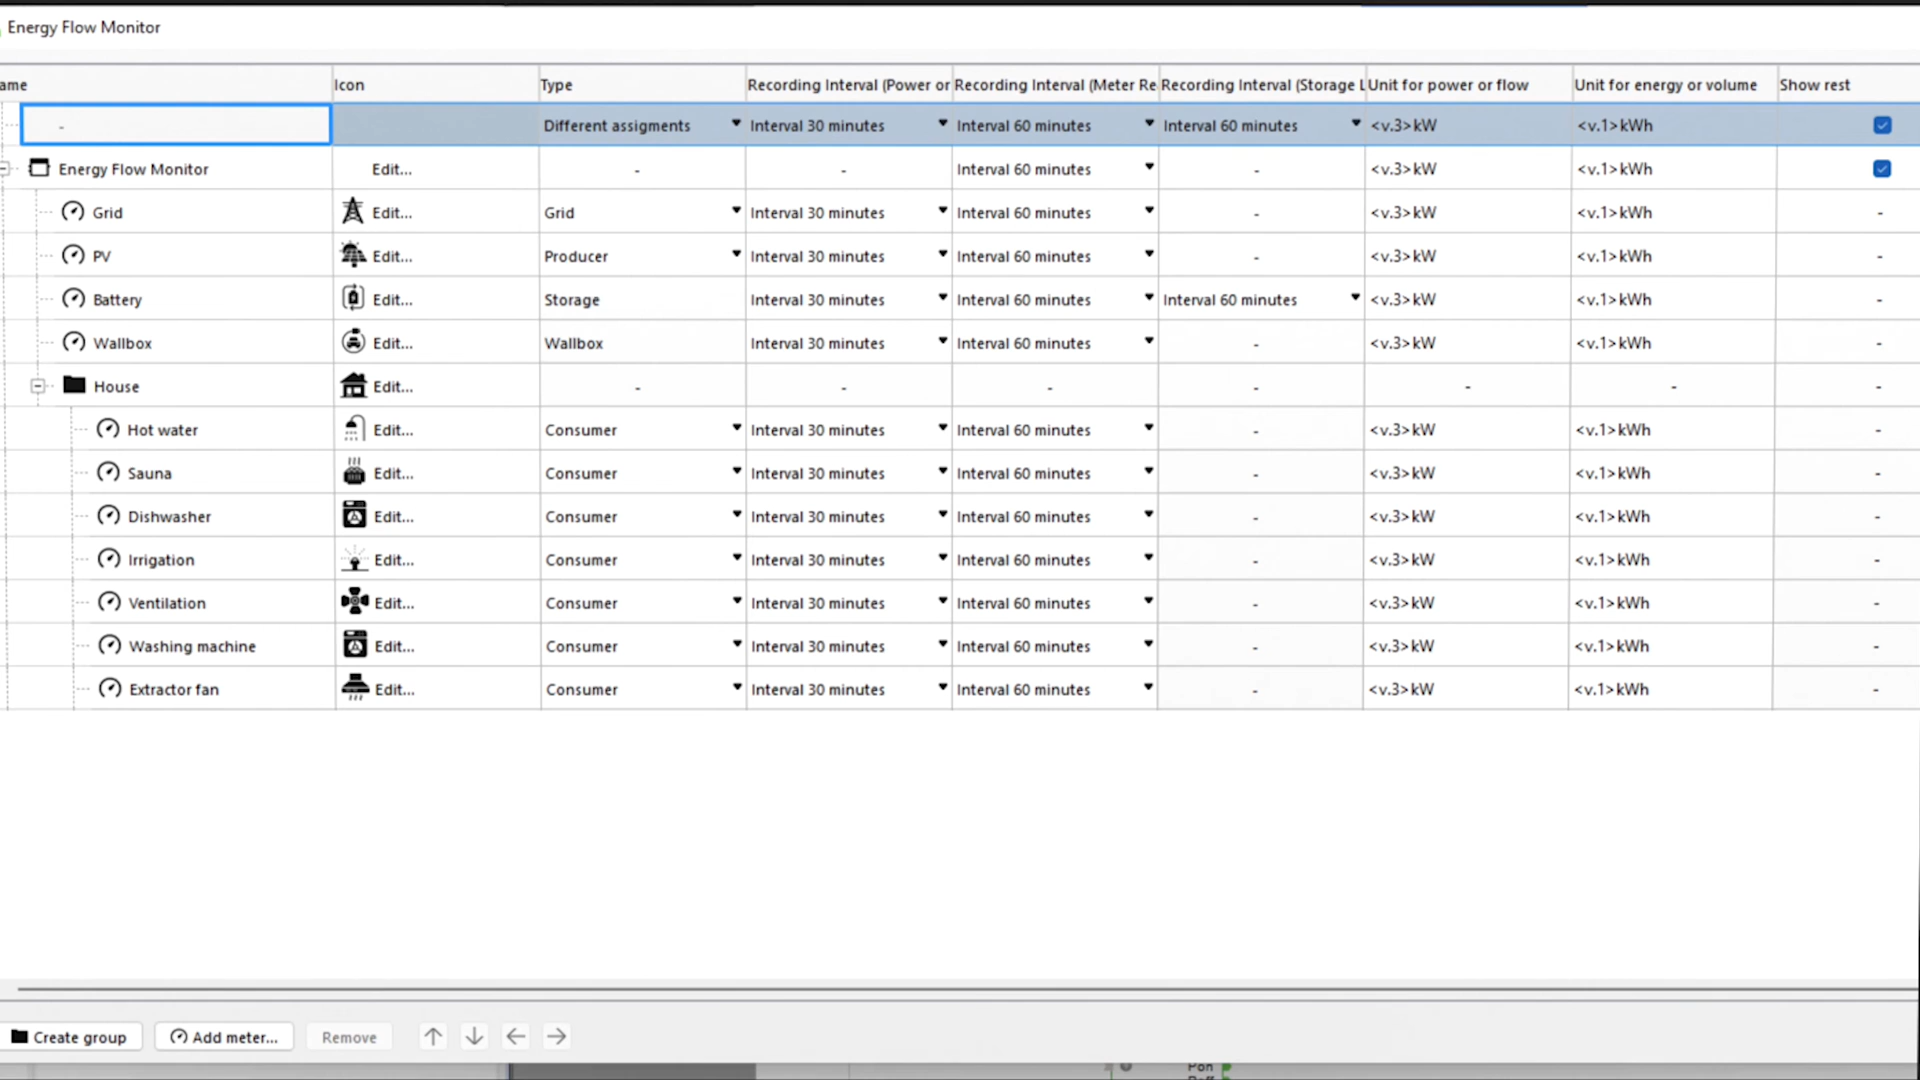 Energy Flow Monitor
ame Icon Type Recording Interval (Power or Recording Interval (Meter Re Recording Interval (Storage L Unit for power or flow Unit for energy or volume Show rest
- Different assigments Interval 30 minutes Interval 60 minutes Interval 60 minutes <v.3>kW <v.1>kWh
Energy Flow Monitor Edit... - - Interval 60 minutes - <v.3>kW <v.1>kWh
Grid Edit... Grid Interval 30 minutes Interval 60 minutes - <v.3>kW <v.1>kWh -
PV Edit... Producer Interval 30 minutes Interval 60 minutes - <v.3>kW <v.1>kWh -
Battery Edit... Storage Interval 30 minutes Interval 60 minutes Interval 60 minutes <v.3>kW <v.1>kWh -
Wallbox Edit... Wallbox Interval 30 minutes Interval 60 minutes - <v.3>kW <v.1>kWh -
House Edit... - - - - - - -
Hot water Edit... Consumer Interval 30 minutes Interval 60 minutes - <v.3>kW <v.1>kWh -
Sauna Edit... Consumer Interval 30 minutes Interval 60 minutes - <v.3>kW <v.1>kWh -
Dishwasher Edit... Consumer Interval 30 minutes Interval 60 minutes - <v.3>kW <v.1>kWh -
Irrigation Edit... Consumer Interval 30 minutes Interval 60 minutes - <v.3>kW <v.1>kWh -
Ventilation Edit... Consumer Interval 30 minutes Interval 60 minutes - <v.3>kW <v.1>kWh -
Washing machine Edit... Consumer Interval 30 minutes Interval 60 minutes - <v.3>kW <v.1>kWh -
Extractor fan Edit... Consumer Interval 30 minutes Interval 60 minutes - <v.3>kW <v.1>kWh -
Create group Add meter... Remove